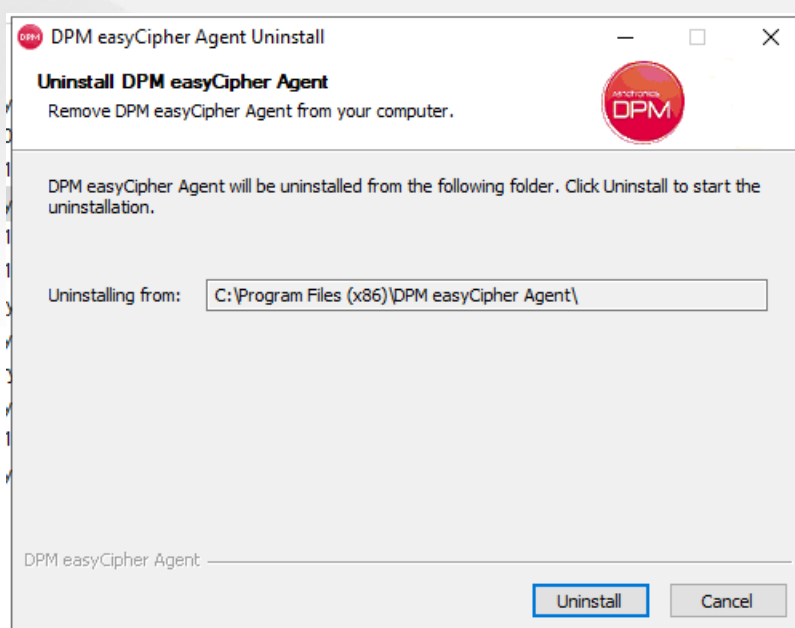 DPM
DPM easyCipher Agent Uninstall
Uninstall DPM easyCipher Agent
Remove DPM easyCipher Agent from your computer.
DPM
DPM easyCipher Agent will be uninstalled from the following folder. Click Uninstall to start the
uninstallation.
Uninstalling from:
C:\Program Files (x86)\DPM easyCipher Agent\
DPM easyCipher Agent
Uninstall
Cancel